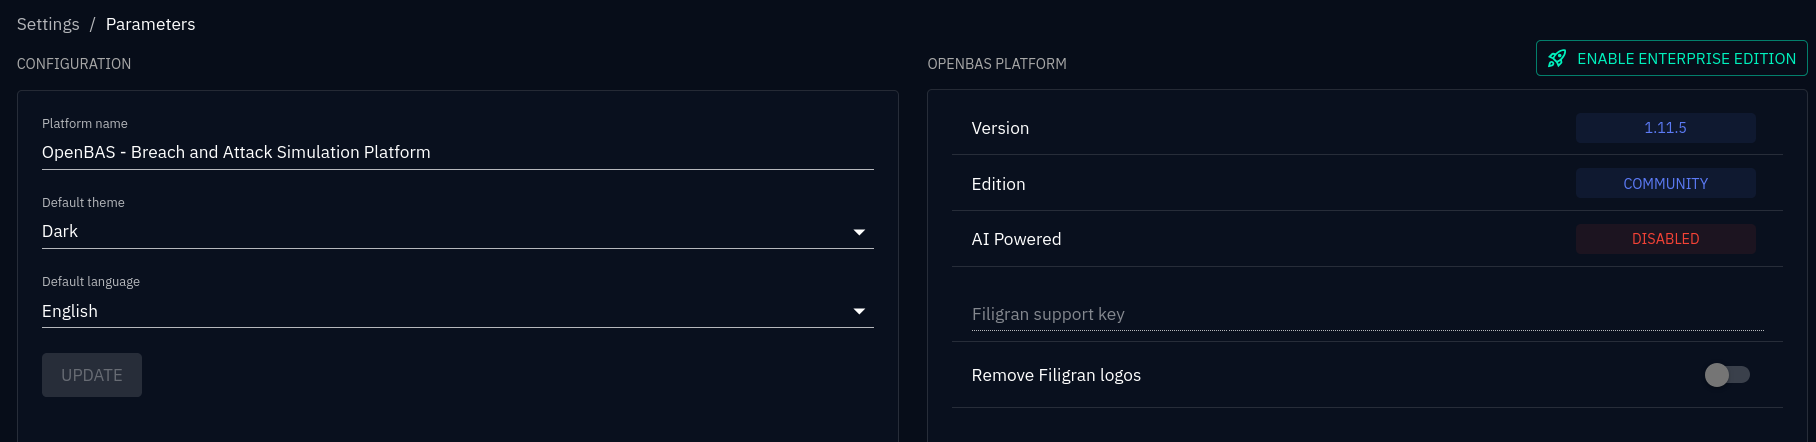 Settings / Parameters
CONFIGURATION
Platform name
OpenBAS - Breach and Attack Simulation Platform
Default theme
Dark
Default language
English
UPDATE
OPENBAS PLATFORM
ENABLE ENTERPRISE EDITION
Version
1.11.5
Edition
COMMUNITY
AI Powered
DISABLED
Filigran support key
Remove Filigran logos